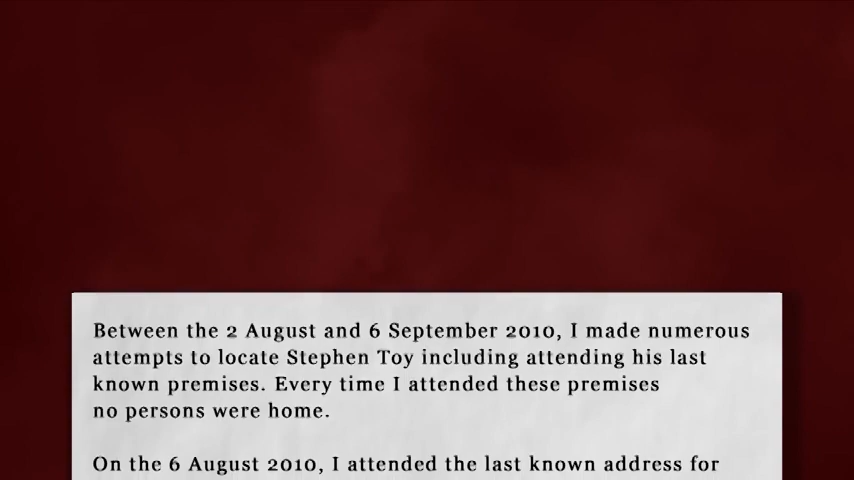 Between the 2 August and 6 September 2010, I made numerous
attempts to locate Stephen Toy including attending his last
known premises. Every time I attended these premises
no persons were home.
On the 6 August 2010, I attended the last known address for